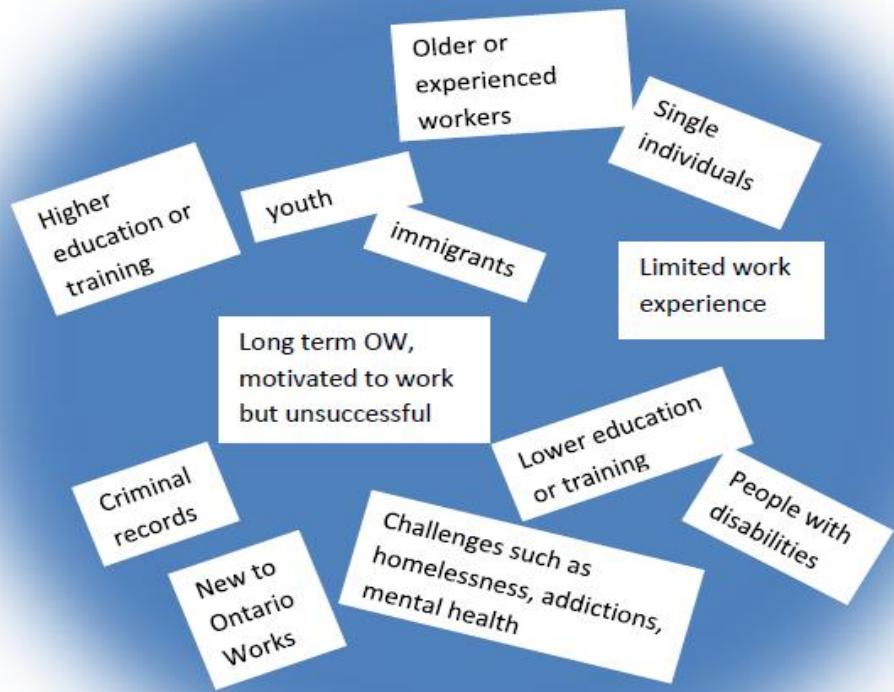 Older or
experienced
workers
Single
individuals
Higher
education or
training
youth
immigrants
Limited work
experience
Long term OW,
motivated to work
but unsuccessful
Lower education
or training
People with
disabilities
Criminal
records
Challenges such as
homelessness, addictions,
mental health
New to
Ontario
Works